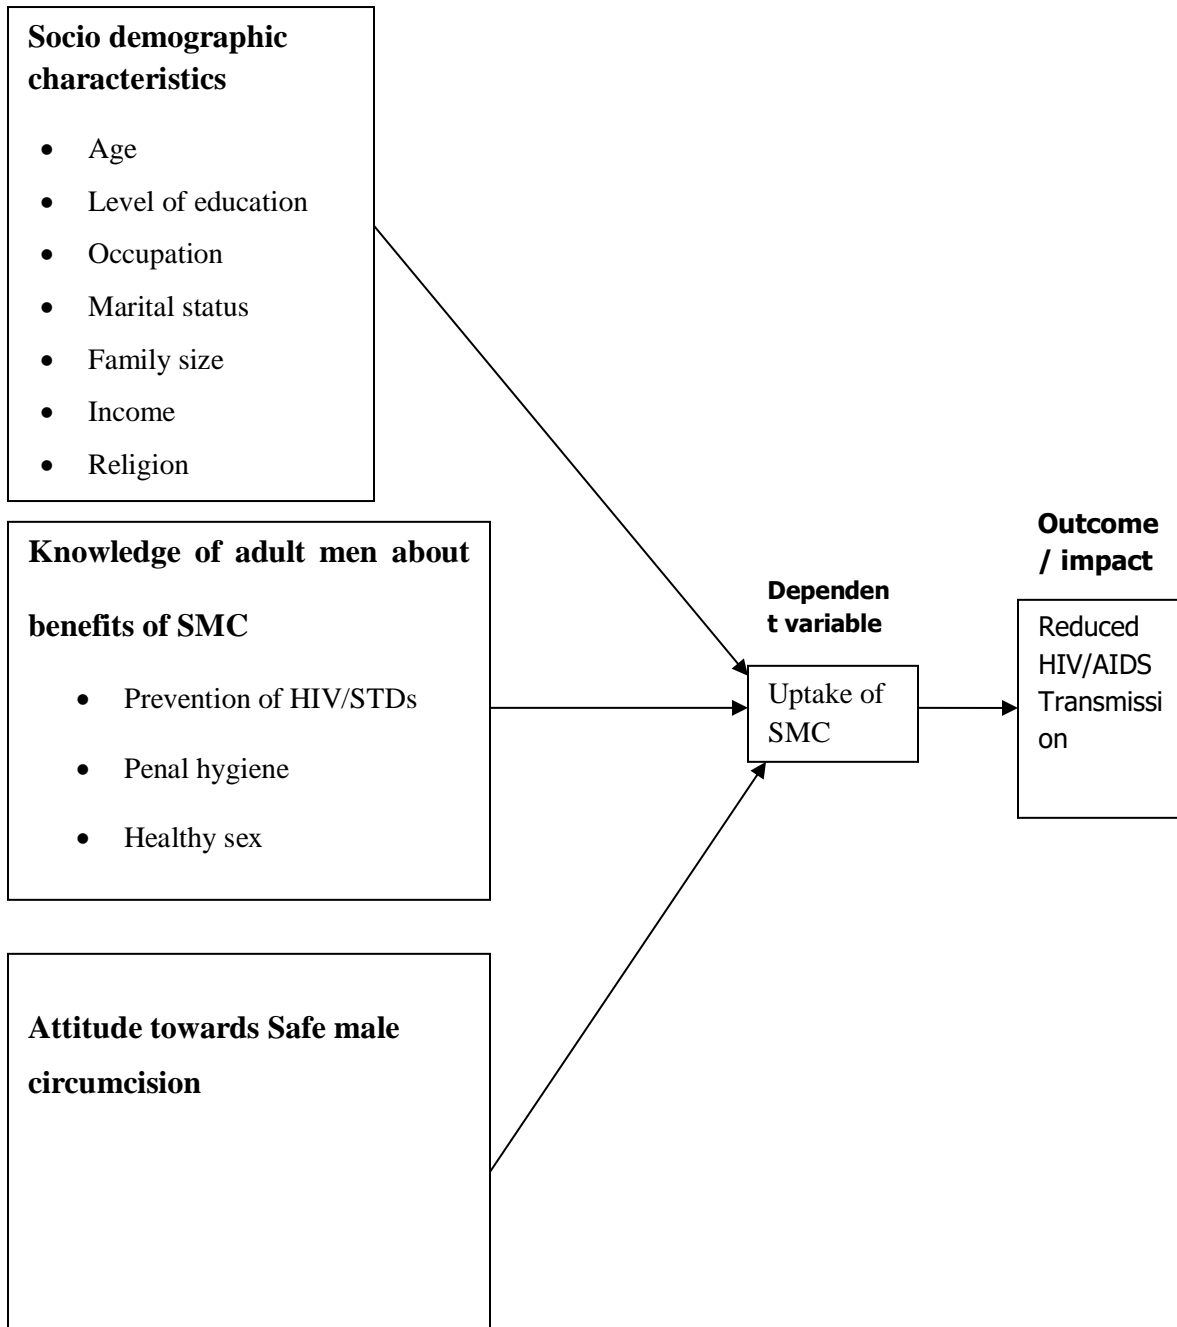 Socio demographic
characteristics
• Age
• Level of education
• Occupation
• Marital status
• Family size
• Income
• Religion
Knowledge of adult men about
benefits of SMC
• Prevention of HIV/STDs
• Penal hygiene
• Healthy sex
Attitude towards Safe male
circumcision
Dependen
t variable
Uptake of
SMC
Outcome
/ impact
Reduced
HIV/AIDS
Transmissi
on